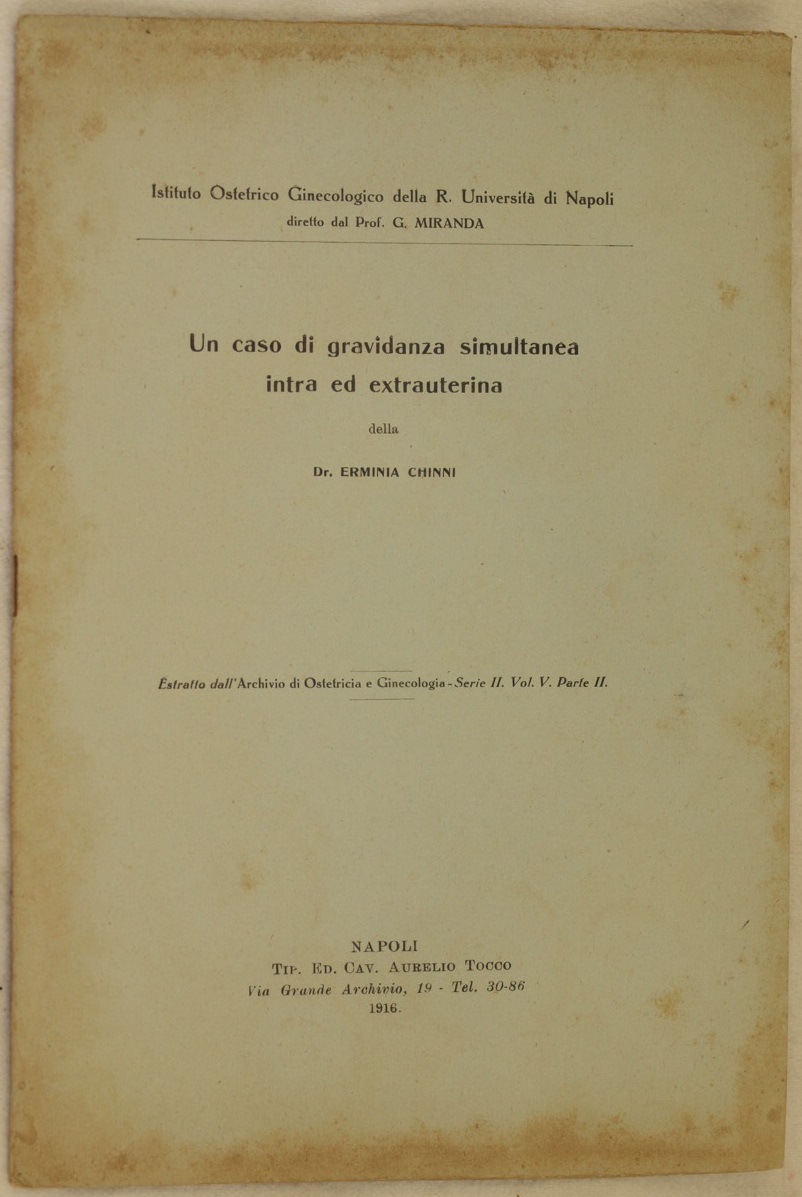 Istituto Ostetrico Ginecologico della R. Università di Napoli
diretto dal Prof. G. MIRANDA
Un caso di gravidanza simultanea
intra ed extrauterina
della
Dr. ERMINIA CHINNI
Estratto dall'Archivio di Ostetricia e Ginecologia - Serie II. Vol. V. Parte II.
NAPOLI
TIP. ED. CAV. AURELIO TOCCO
Via Grande Archivio, 19 - Tel. 30-86
1916.